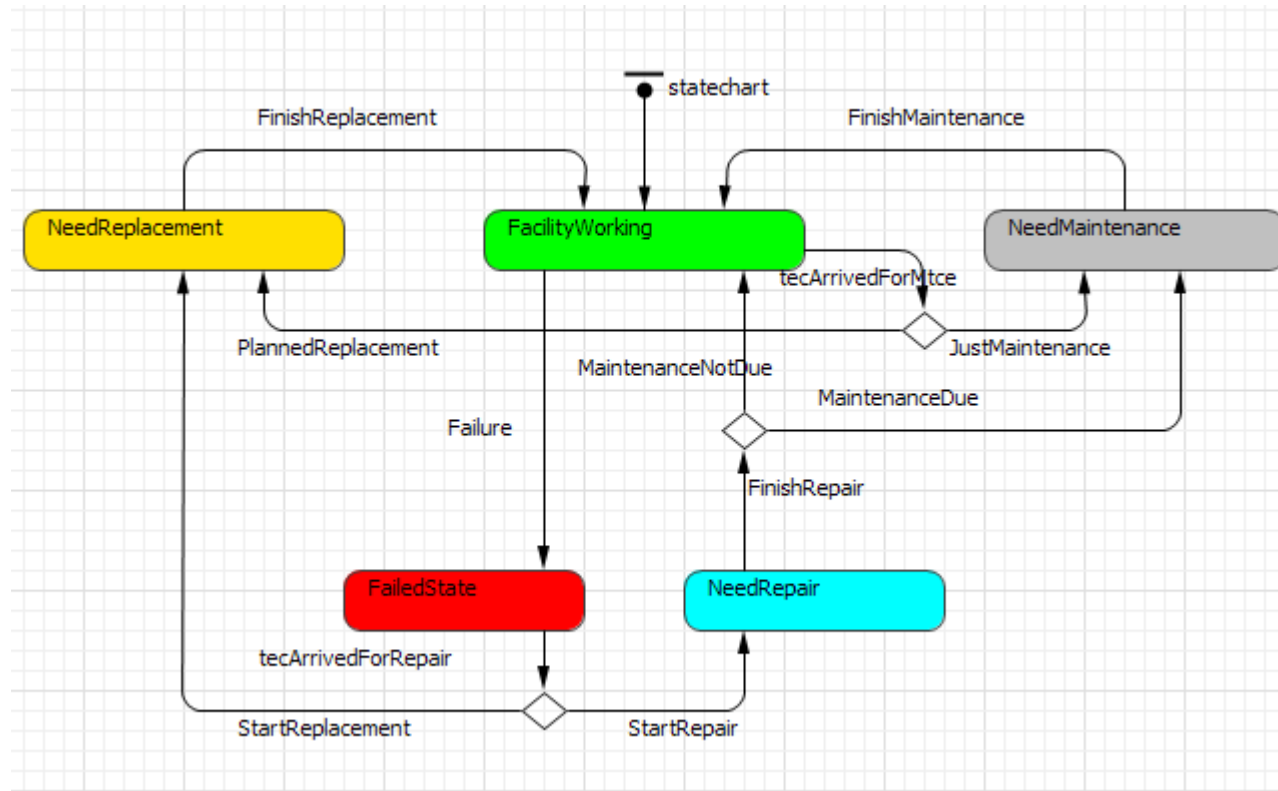 statechart
FinishReplacement
FinishMaintenance
NeedReplacement
FacilityWorking
NeedMaintenance
tecArrivedForMtce
PlannedReplacement
JustMaintenance
MaintenanceNotDue
MaintenanceDue
Failure
FinishRepair
FailedState
NeedRepair
tecArrivedForRepair
StartReplacement
StartRepair